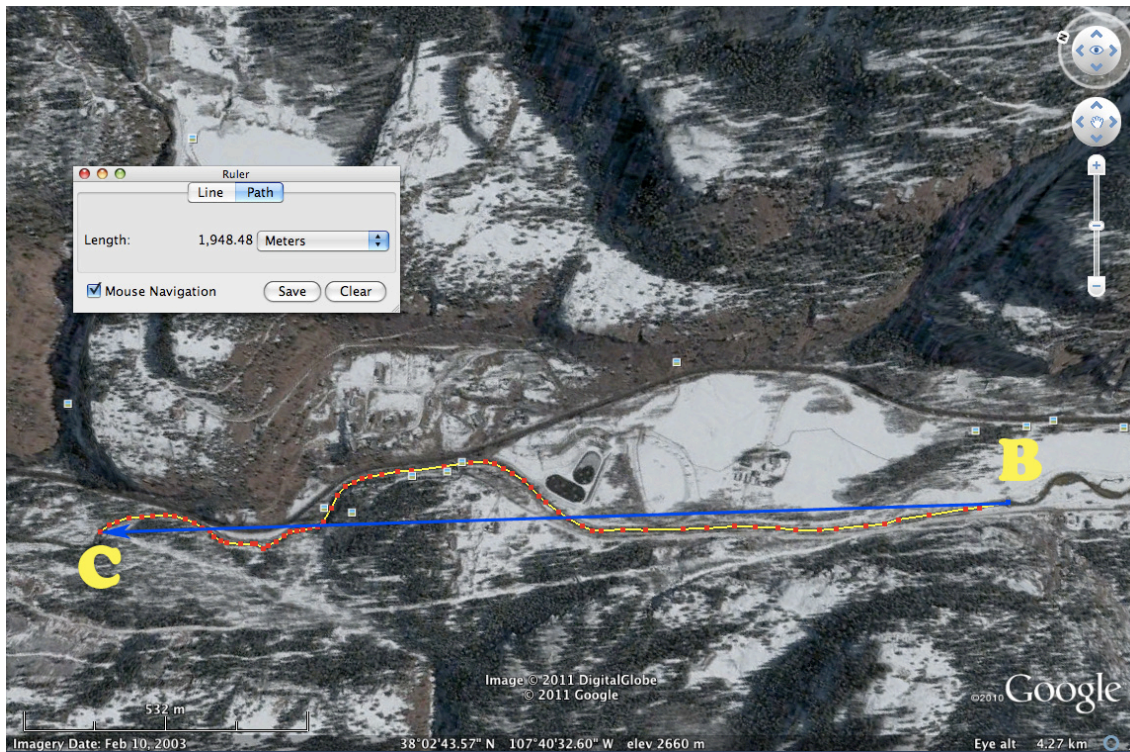 N
Ruler
Line Path
Length: 1,948.48 Meters
Mouse Navigation Save Clear
B
C
Image © 2011 DigitalGlobe
© 2011 Google
©2010 Google
532 m
Imagery Date: Feb 10, 2003 38°02'43.57" N 107°40'32.60" W elev 2660 m Eye alt 4.27 km